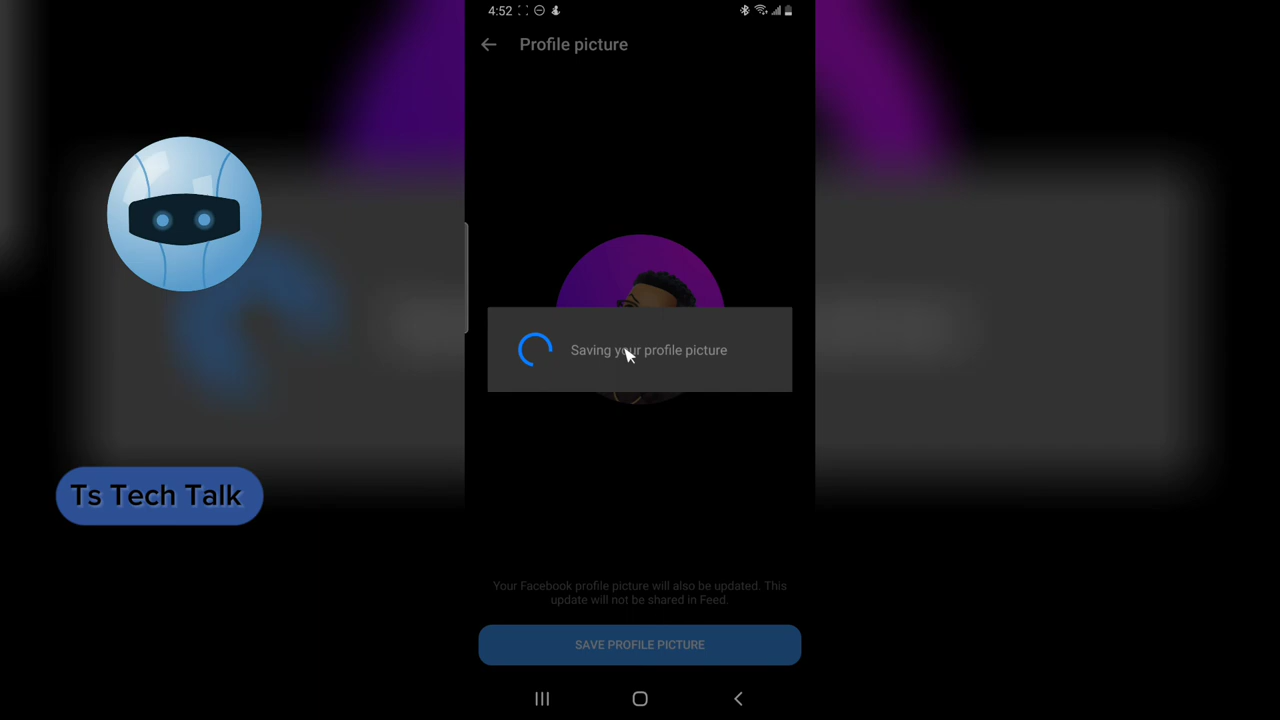 4:52
Profile picture
Saving your profile picture
Ts Tech Talk
Your Facebook profile picture will also be updated. This
update will not be shared in Feed.
SAVE PROFILE PICTURE